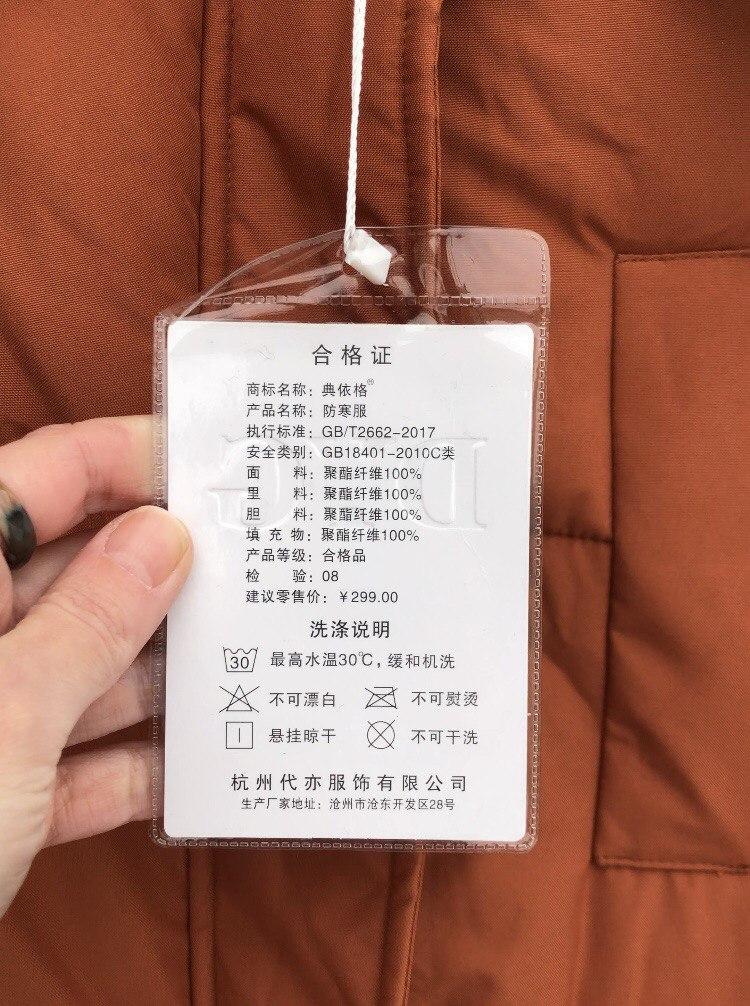 合格证
商标名称：典依格®
产品名称：防寒服
执行标准：GB/T2662-2017
安全类别：GB18401-2010C类
面 料：聚酯纤维100%
里 料：聚酯纤维100%
胆 料：聚酯纤维100%
填 充 物：聚酯纤维100%
产品等级：合格品
检 验：08
建议零售价：￥299.00
洗涤说明
30 最高水温30℃，缓和机洗
不可漂白 不可熨烫
悬挂晾干 不可干洗
杭州代亦服饰有限公司
生产厂家地址：沧州市沧东开发区28号